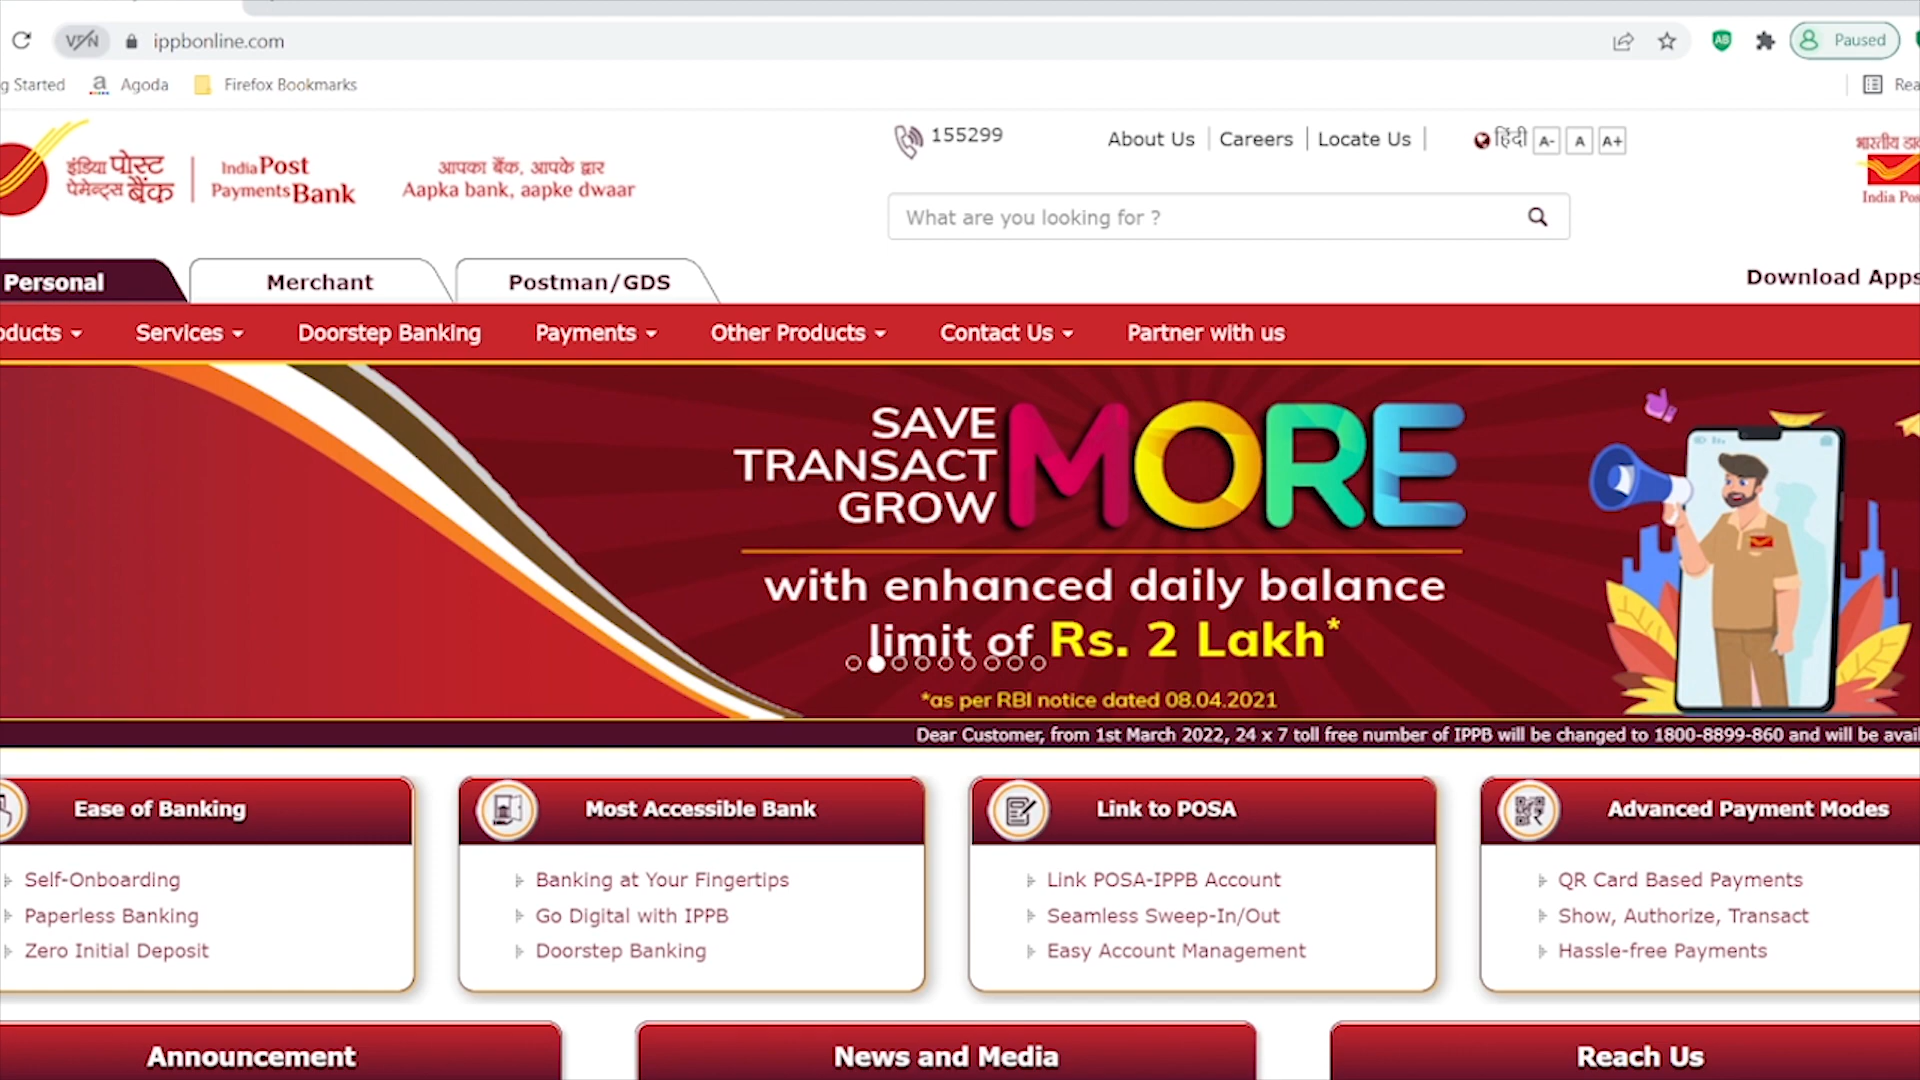 VPN
ippbonline.com
Paused
g Started
Agoda
Firefox Bookmarks
Rea
इंडिया पोस्ट
पेमेन्ट्स बैंक
India Post
Payments Bank
आपका बैंक, आपके द्वार
Aapka bank, aapke dwaar
155299
About Us
Careers
Locate Us
हिंदी
A-
A
A+
भारतीय डा
India Pos
What are you looking for ?
Personal
Merchant
Postman/GDS
Download Apps
oducts
Services
Doorstep Banking
Payments
Other Products
Contact Us
Partner with us
SAVE
TRANSACT
GROW
MORE
with enhanced daily balance
limit of Rs. 2 Lakh*
*as per RBI notice dated 08.04.2021
Dear Customer, from 1st March 2022, 24 x 7 toll free number of IPPB will be changed to 1800-8899-860 and will be avai
Ease of Banking
Self-Onboarding
Paperless Banking
Zero Initial Deposit
Most Accessible Bank
Banking at Your Fingertips
Go Digital with IPPB
Doorstep Banking
Link to POSA
Link POSA-IPPB Account
Seamless Sweep-In/Out
Easy Account Management
Advanced Payment Modes
QR Card Based Payments
Show, Authorize, Transact
Hassle-free Payments
Announcement
News and Media
Reach Us